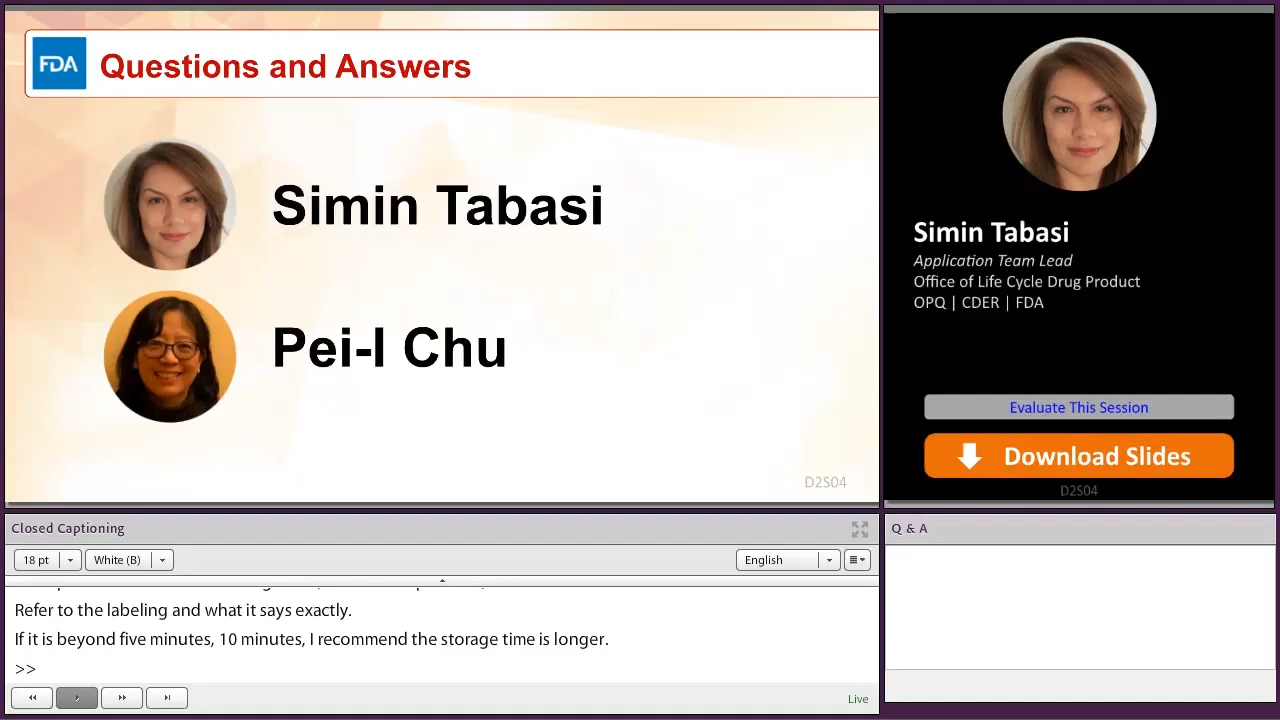 FDA
Questions and Answers
Simin Tabasi
Pei-I Chu
D2S04
Simin Tabasi
Application Team Lead
Office of Life Cycle Drug Product
OPQ | CDER | FDA
Evaluate This Session
Download Slides
D2S04
Closed Captioning
18 pt
White (B)
English
Refer to the labeling and what it says exactly.
If it is beyond five minutes, 10 minutes, I recommend the storage time is longer.
>>
Live
Q & A